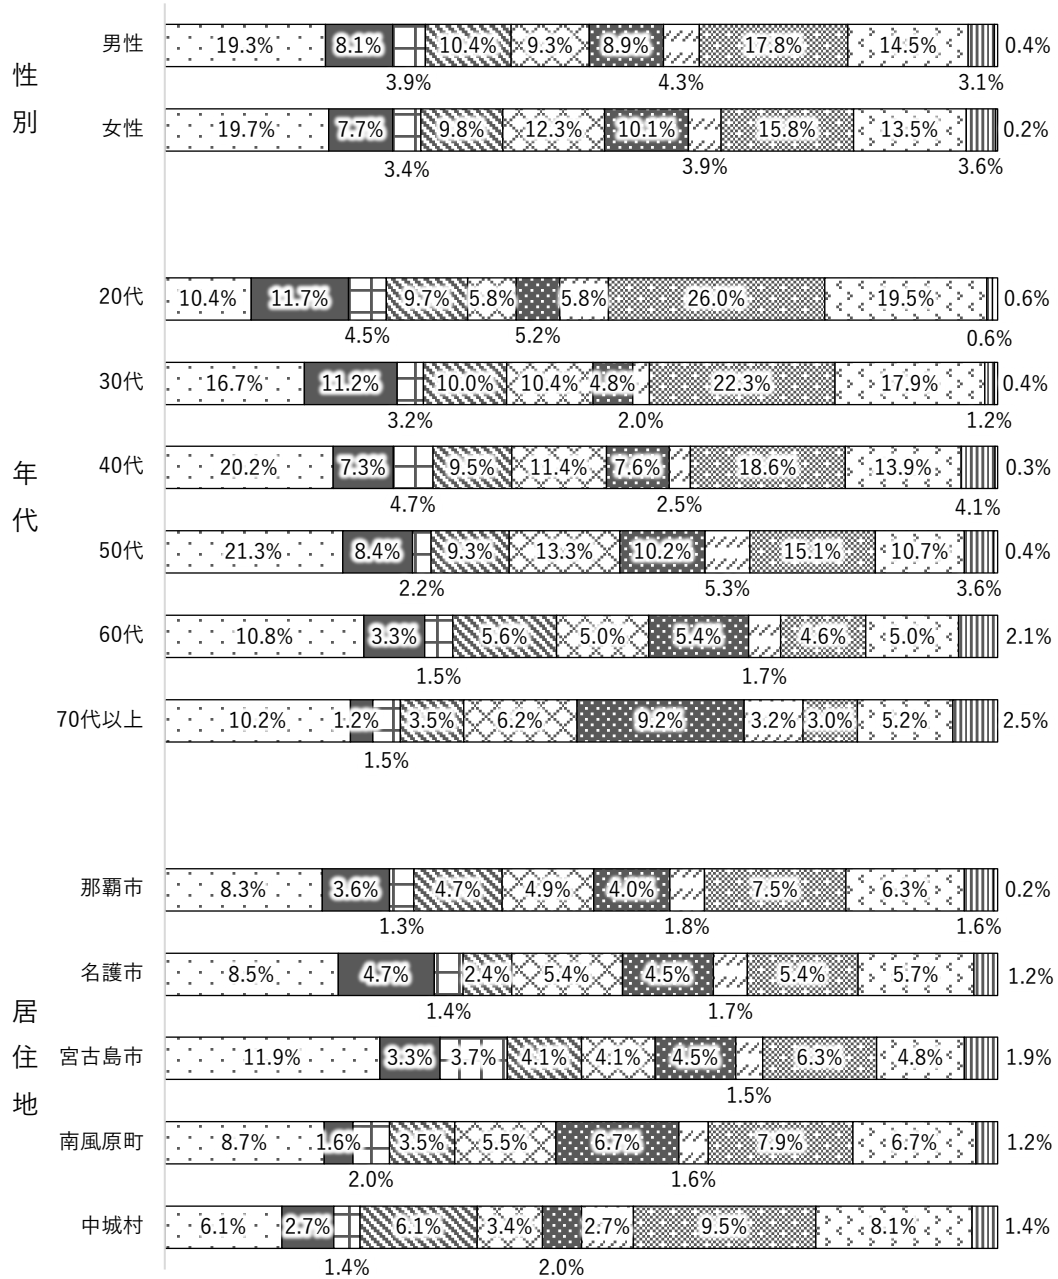 性別
男性 19.3% 8.1% 10.4% 9.3% 8.9% 17.8% 14.5% 0.4%
3.9% 4.3% 3.1%
女性 19.7% 7.7% 9.8% 12.3% 10.1% 15.8% 13.5% 0.2%
3.4% 3.9% 3.6%
年代
20代 10.4% 11.7% 9.7% 5.8% 5.8% 26.0% 19.5% 0.6%
4.5% 5.2% 0.6%
30代 16.7% 11.2% 10.0% 10.4% 4.8% 22.3% 17.9% 0.4%
3.2% 2.0% 1.2%
40代 20.2% 7.3% 9.5% 11.4% 7.6% 18.6% 13.9% 0.3%
4.7% 2.5% 4.1%
50代 21.3% 8.4% 9.3% 13.3% 10.2% 15.1% 10.7% 0.4%
2.2% 5.3% 3.6%
60代 10.8% 3.3% 5.6% 5.0% 5.4% 4.6% 5.0% 2.1%
1.5% 1.7%
70代以上 10.2% 1.2% 3.5% 6.2% 9.2% 3.2% 3.0% 5.2% 2.5%
1.5%
居住地
那覇市 8.3% 3.6% 4.7% 4.9% 4.0% 7.5% 6.3% 0.2%
1.3% 1.8% 1.6%
名護市 8.5% 4.7% 2.4% 5.4% 4.5% 5.4% 5.7% 1.2%
1.4% 1.7%
宮古島市 11.9% 3.3% 3.7% 4.1% 4.1% 4.5% 6.3% 4.8% 1.9%
1.5%
南風原町 8.7% 1.6% 3.5% 5.5% 6.7% 7.9% 6.7% 1.2%
2.0% 1.6%
中城村 6.1% 2.7% 6.1% 3.4% 2.7% 9.5% 8.1% 1.4%
1.4% 2.0%